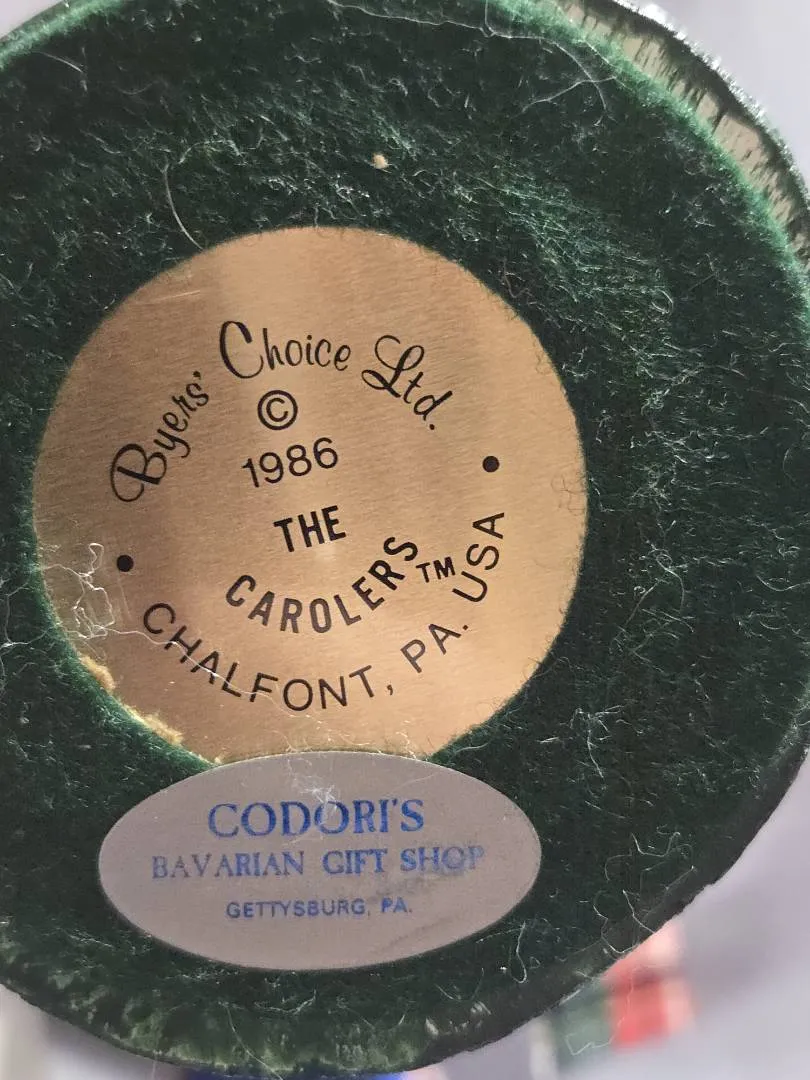 Byers' Choice Ltd.
©
1986
THE
CAROLERS™
CHALFONT, PA. USA
CODORI'S
BAVARIAN GIFT SHOP
GETTYSBURG, PA.